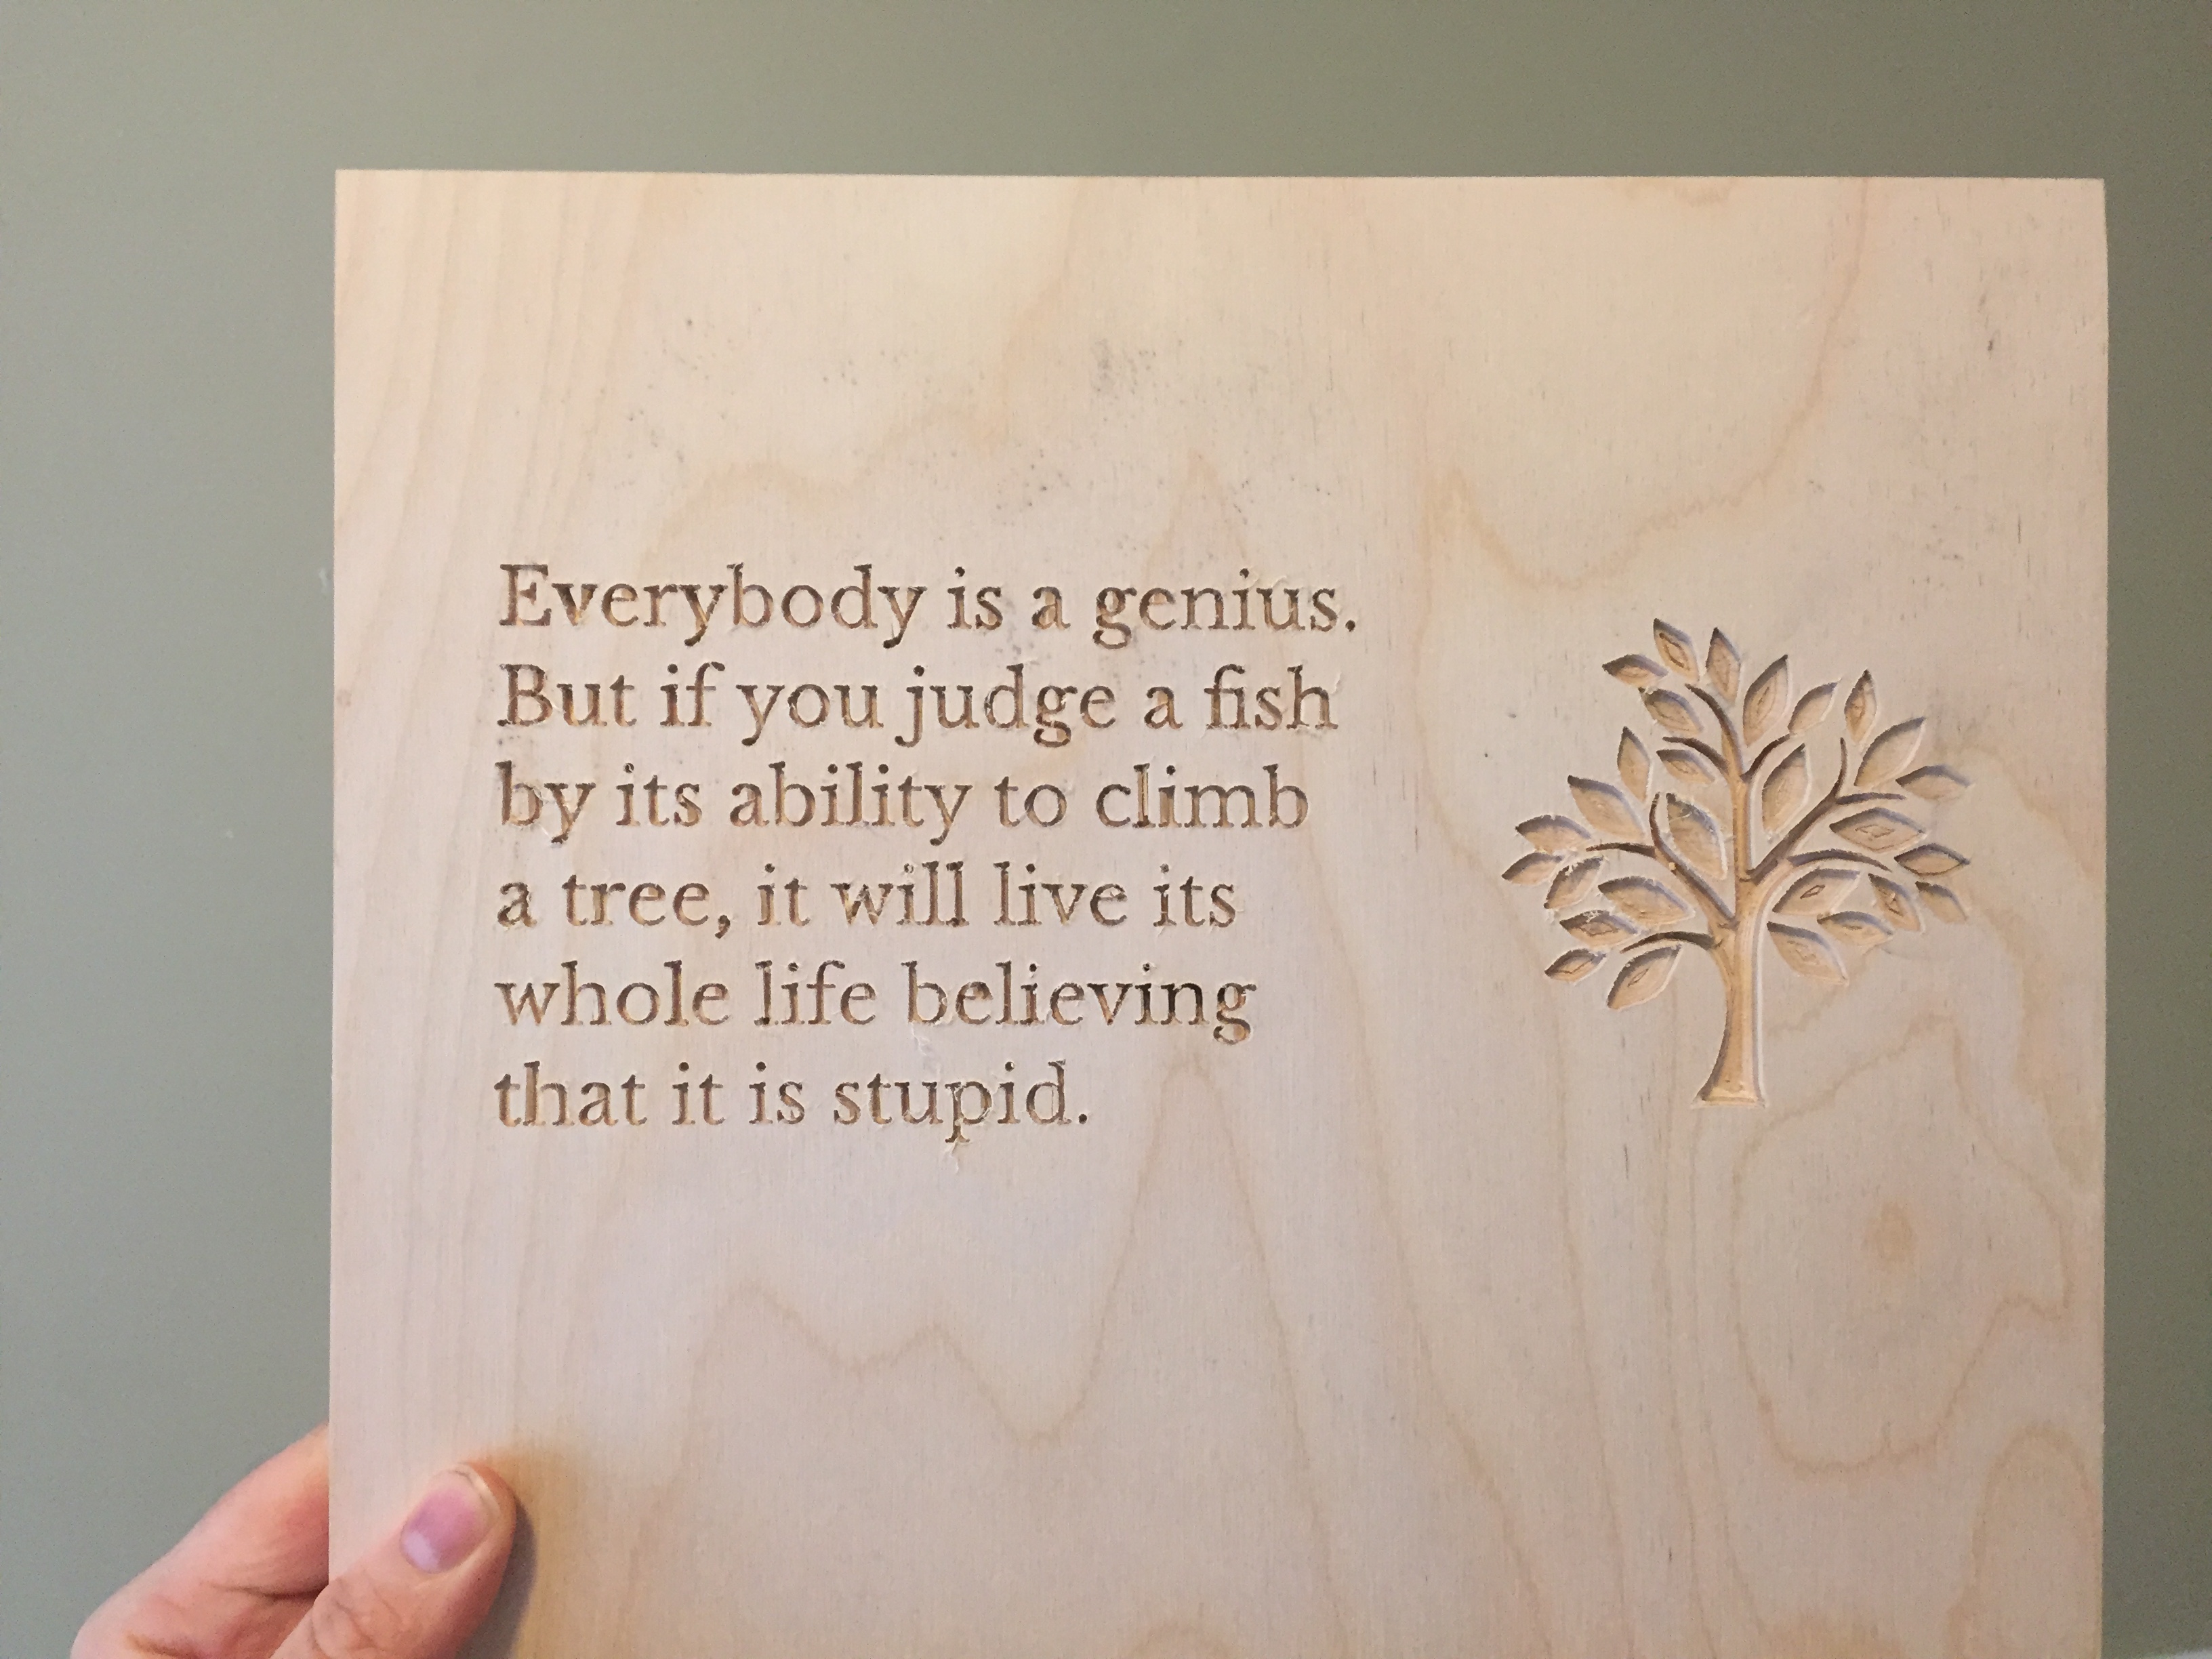 Everybody is a genius.
But if you judge a fish
by its ability to climb
a tree, it will live its
whole life believing
that it is stupid.